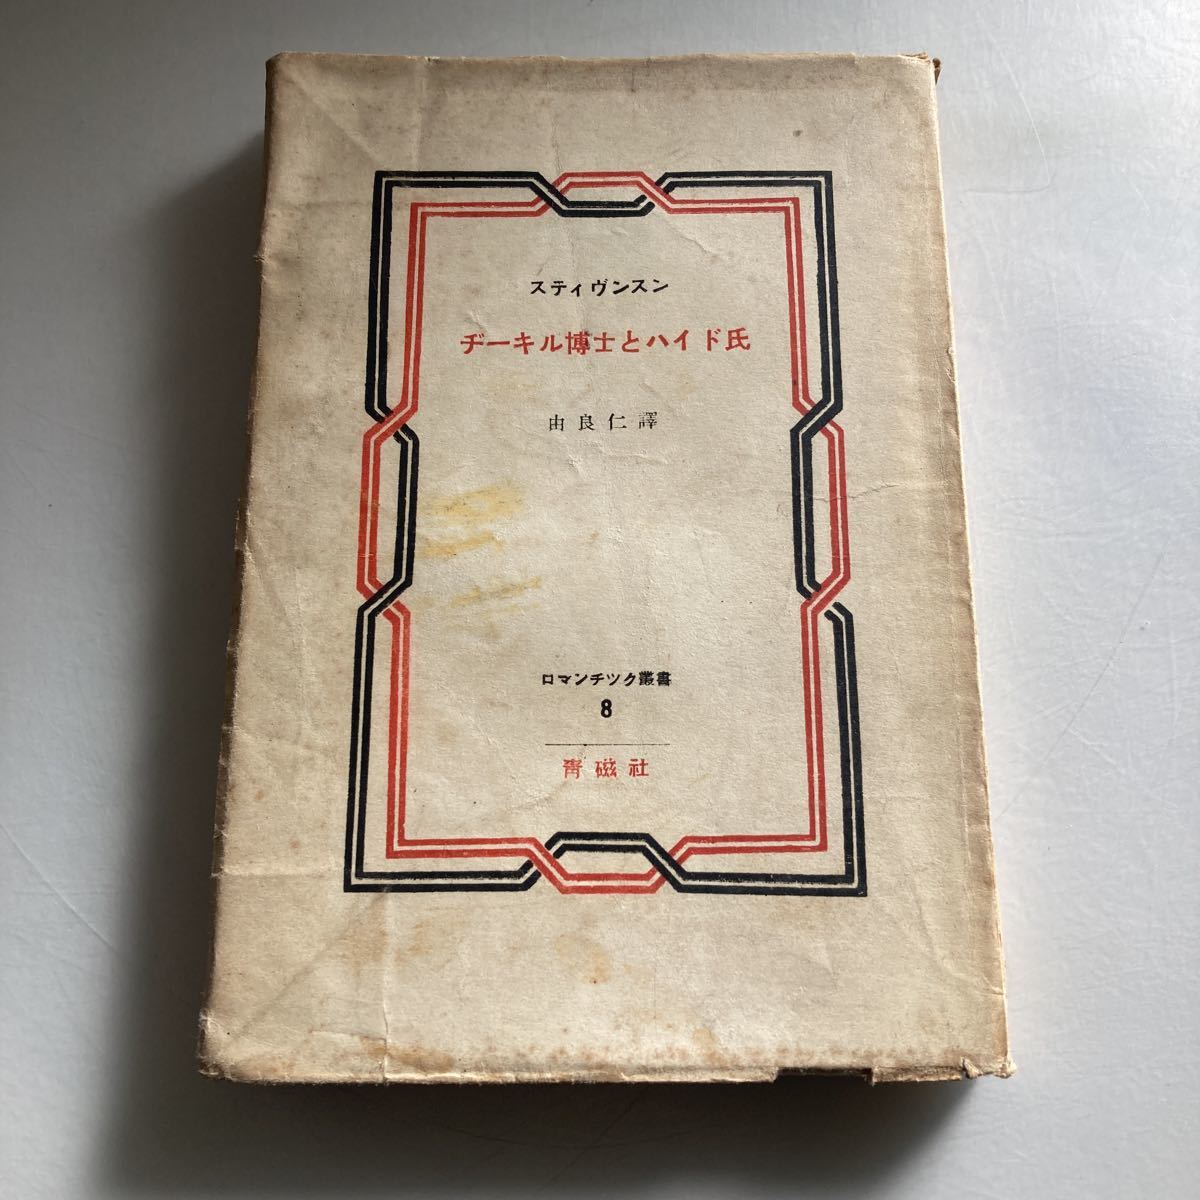 スティヴンスン
ヂーキル博士とハイド氏
由良仁譯
ロマンチツク叢書
8
靑磁社